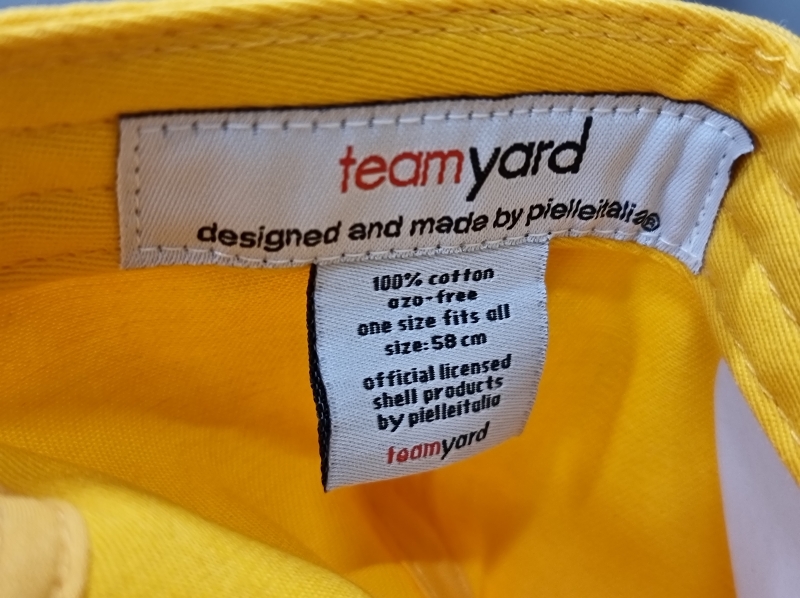 teamyard
designed and made by pielleitalia®
100% cotton
azo-free
one size fits all
size: 58 cm
official licensed
shell products
by pielleitalia
teamyard